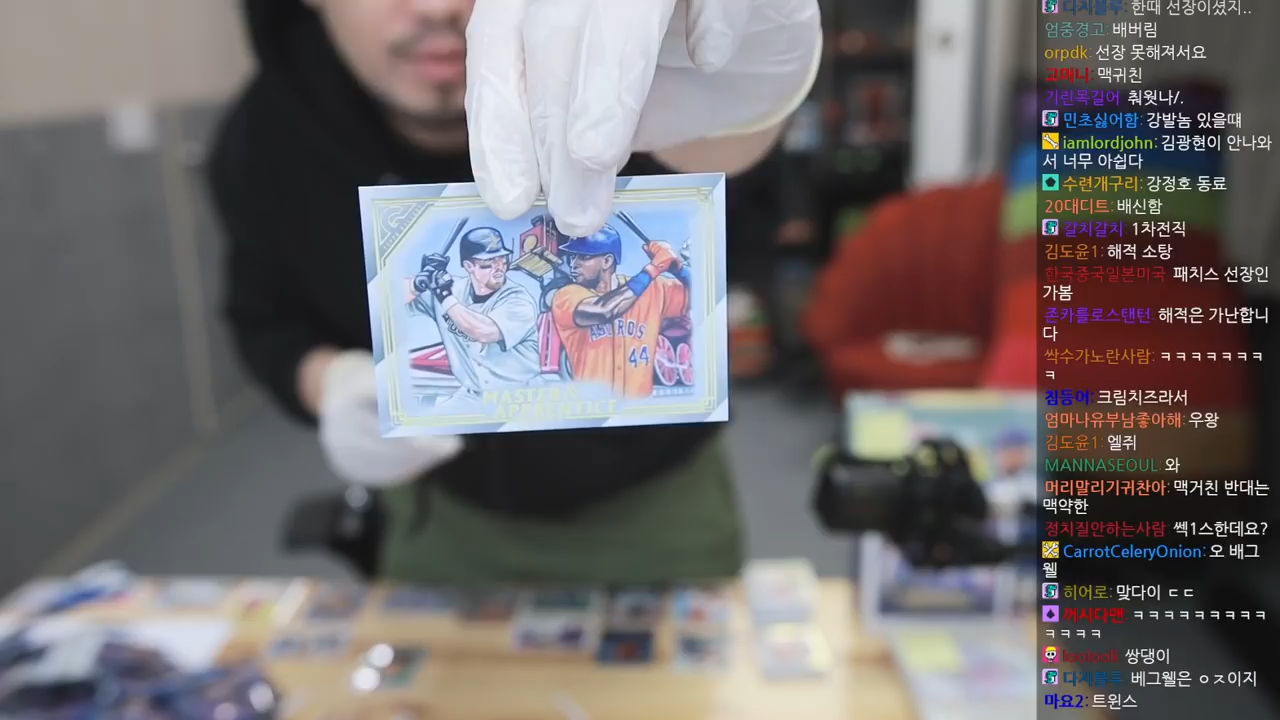 ASTROS
44
MASTER &
APPRENTICE
디지블루: 한때 선장이셨지..
엄중경고: 배버림
orpdk: 선장 못해져서요
고매니: 맥귀친
기린목길어: 춰윗나/.
민초싫어함: 강발놈 있을때
iamlordjohn: 김광현이 안나와
서 너무 아쉽다
수련개구리: 강정호 동료
20대디트: 배신함
갈치갈치: 1차전직
김도윤1: 해적 소탕
한국중국일본미국: 패치스 선장인
가봄
존카를로스탠턴: 해적은 가난합니
다
싹수가노란사람: ㅋㅋㅋㅋㅋㅋㅋ
ㅋ
침등어: 크림치즈라서
엄마나유부남좋아해: 우왕
김도윤1: 엘쥐
MANNASEOUL: 와
머리말리기귀찬아: 맥거친 반대는
맥약한
정치질안하는사람: 쎅1스한데요?
CarrotCeleryOnion: 오 배그
웰
히어로: 맞다이 ㄷㄷ
꺼시다맨: ㅋㅋㅋㅋㅋㅋㅋㅋㅋ
ㅋㅋㅋㅋ
쌍댕이
디지블루: 베그웰은 ㅇㅈ이지
마요2: 트윈스